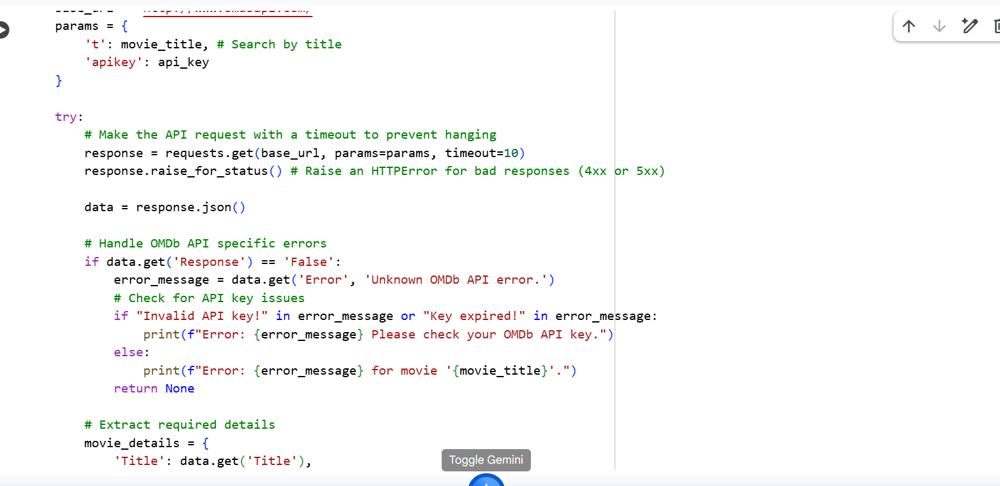 params = {
    't': movie_title, # Search by title
    'apikey': api_key
}
try:
    # Make the API request with a timeout to prevent hanging
    response = requests.get(base_url, params=params, timeout=10)
    response.raise_for_status() # Raise an HTTPError for bad responses (4xx or 5xx)
    data = response.json()
    # Handle OMDb API specific errors
    if data.get('Response') == 'False':
        error_message = data.get('Error', 'Unknown OMDb API error.')
        # Check for API key issues
        if "Invalid API key!" in error_message or "Key expired!" in error_message:
            print(f"Error: {error_message} Please check your OMDb API key.")
        else:
            print(f"Error: {error_message} for movie '{movie_title}'.")
        return None
    # Extract required details
    movie_details = {
        'Title': data.get('Title'),
Toggle Gemini